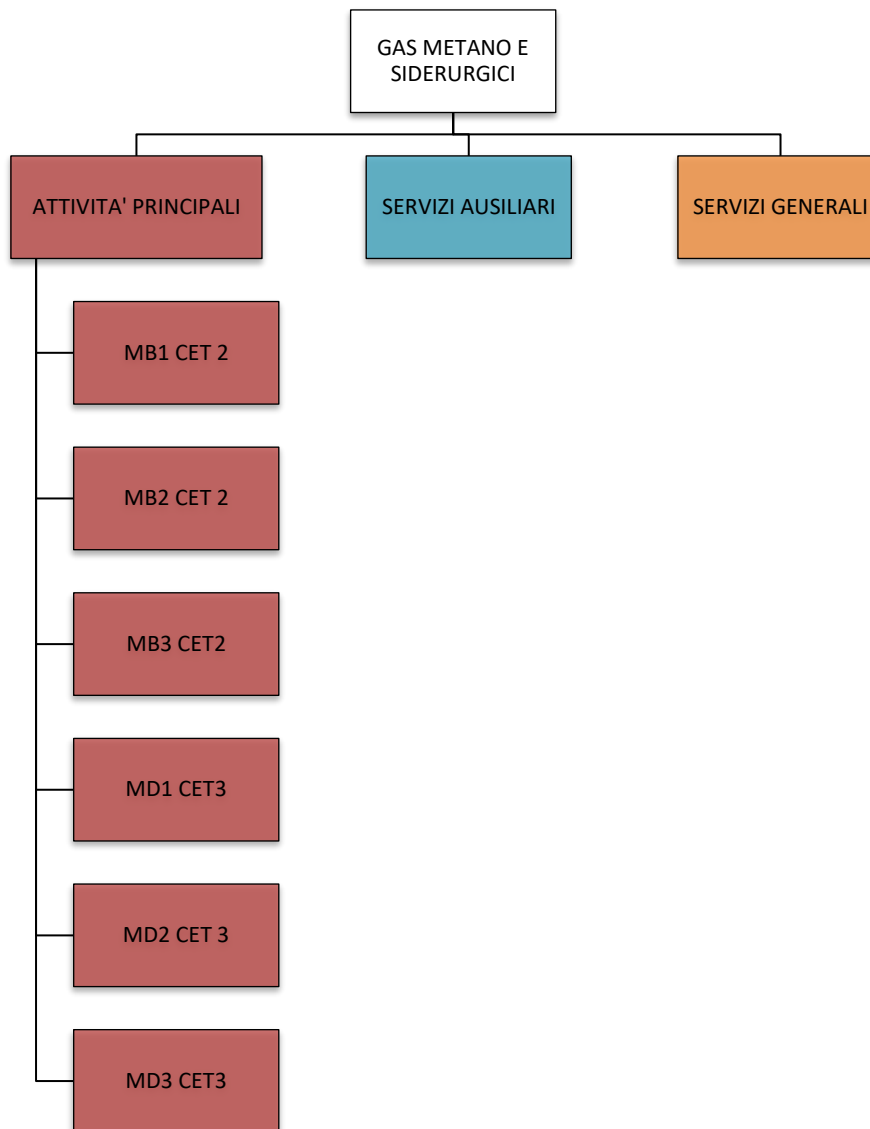 GAS METANO E
SIDERURGICI
ATTIVITA' PRINCIPALI
SERVIZI AUSILIARI
SERVIZI GENERALI
MB1 CET 2
MB2 CET 2
MB3 CET2
MD1 CET3
MD2 CET 3
MD3 CET3